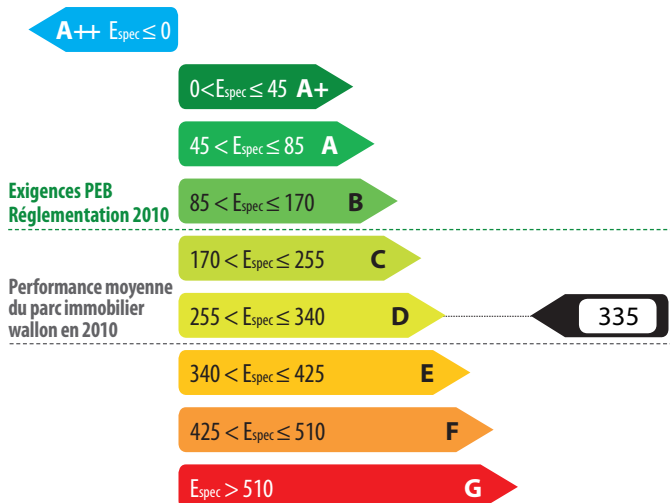 A++ Espec ≤ 0
0 < Espec ≤ 45 A+
45 < Espec ≤ 85 A
Exigences PEB
Réglementation 2010
85 < Espec ≤ 170 B
170 < Espec ≤ 255 C
Performance moyenne
du parc immobilier
wallon en 2010
255 < Espec ≤ 340 D
335
340 < Espec ≤ 425 E
425 < Espec ≤ 510 F
Espec > 510 G